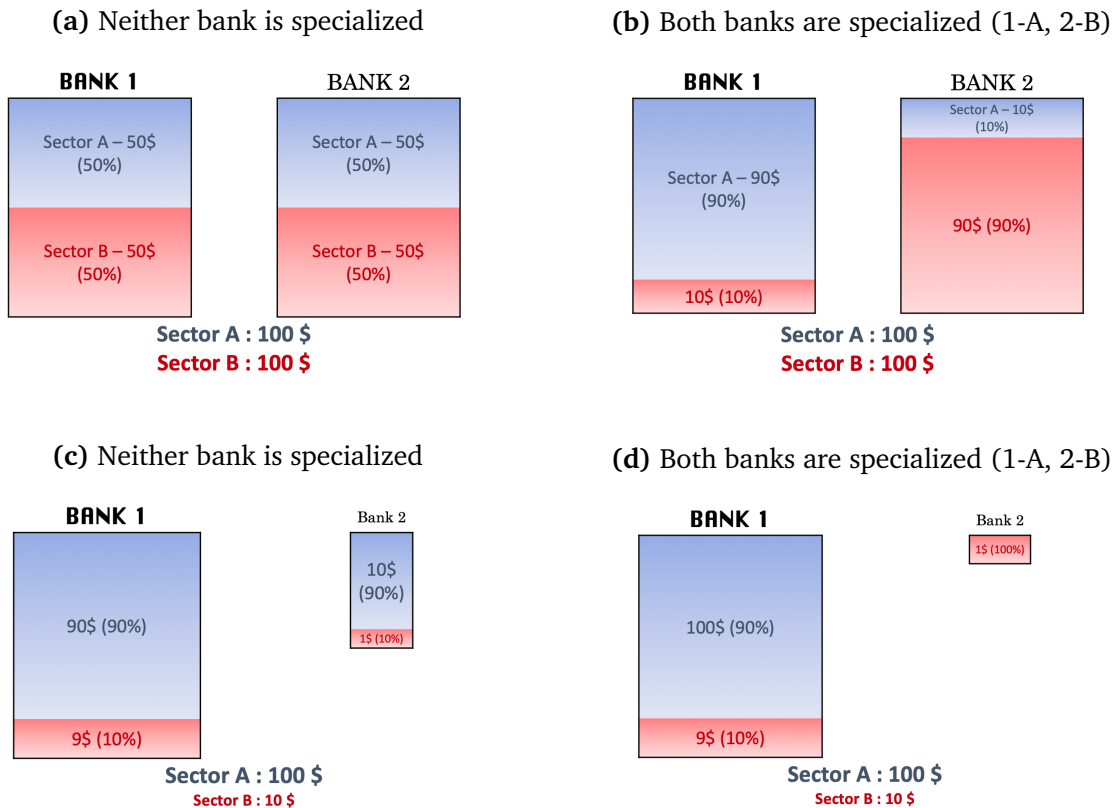 (a) Neither bank is specialized
BANK 1
BANK 2
Sector A – 50$
(50%)
Sector B – 50$
(50%)
Sector A – 50$
(50%)
Sector B – 50$
(50%)
Sector A : 100 $
Sector B : 100 $
(b) Both banks are specialized (1-A, 2-B)
BANK 1
BANK 2
Sector A – 90$
(90%)
10$ (10%)
Sector A – 10$
(10%)
90$ (90%)
Sector A : 100 $
Sector B : 100 $
(c) Neither bank is specialized
BANK 1
Bank 2
90$ (90%)
9$ (10%)
10$
(90%)
1$ (10%)
Sector A : 100 $
Sector B : 10 $
(d) Both banks are specialized (1-A, 2-B)
BANK 1
Bank 2
100$ (90%)
9$ (10%)
1$ (100%)
Sector A : 100 $
Sector B : 10 $